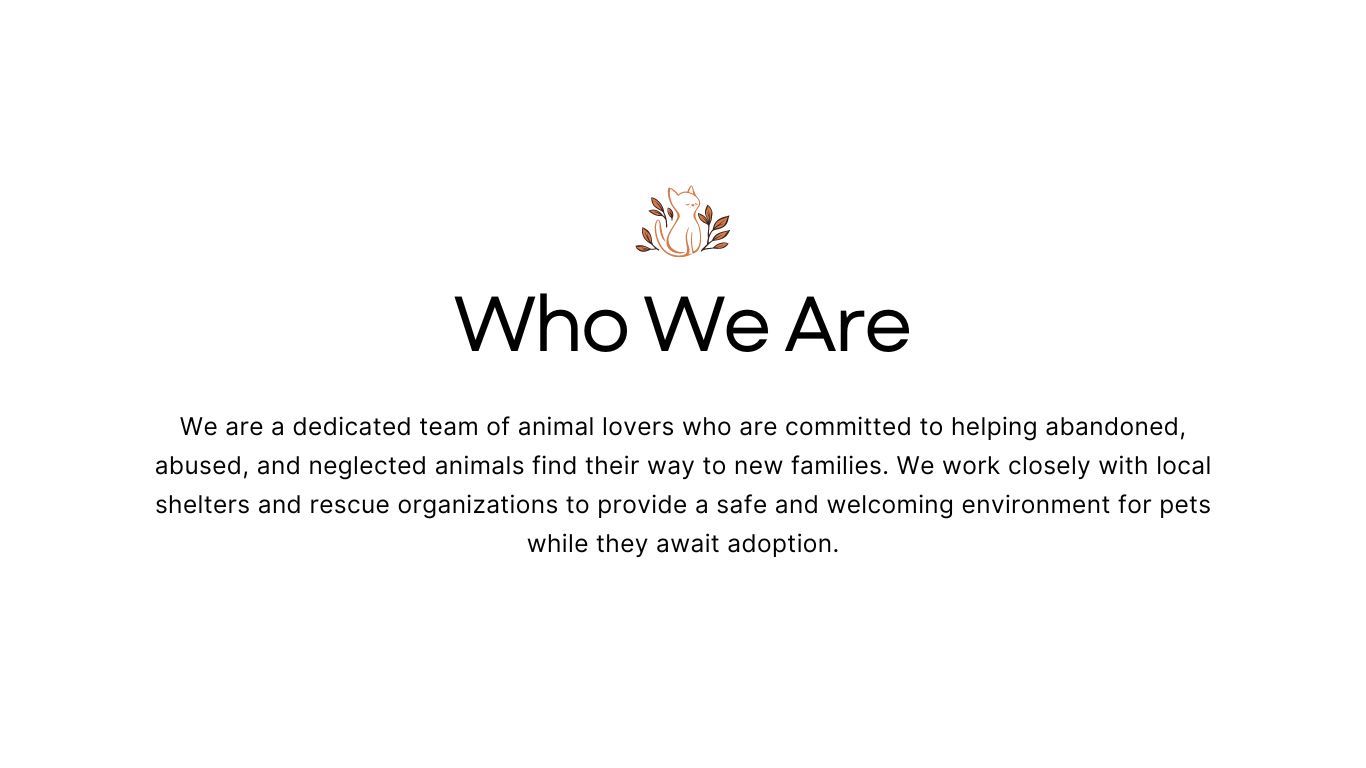 Who We Are
We are a dedicated team of animal lovers who are committed to helping abandoned,
abused, and neglected animals find their way to new families. We work closely with local
shelters and rescue organizations to provide a safe and welcoming environment for pets
while they await adoption.